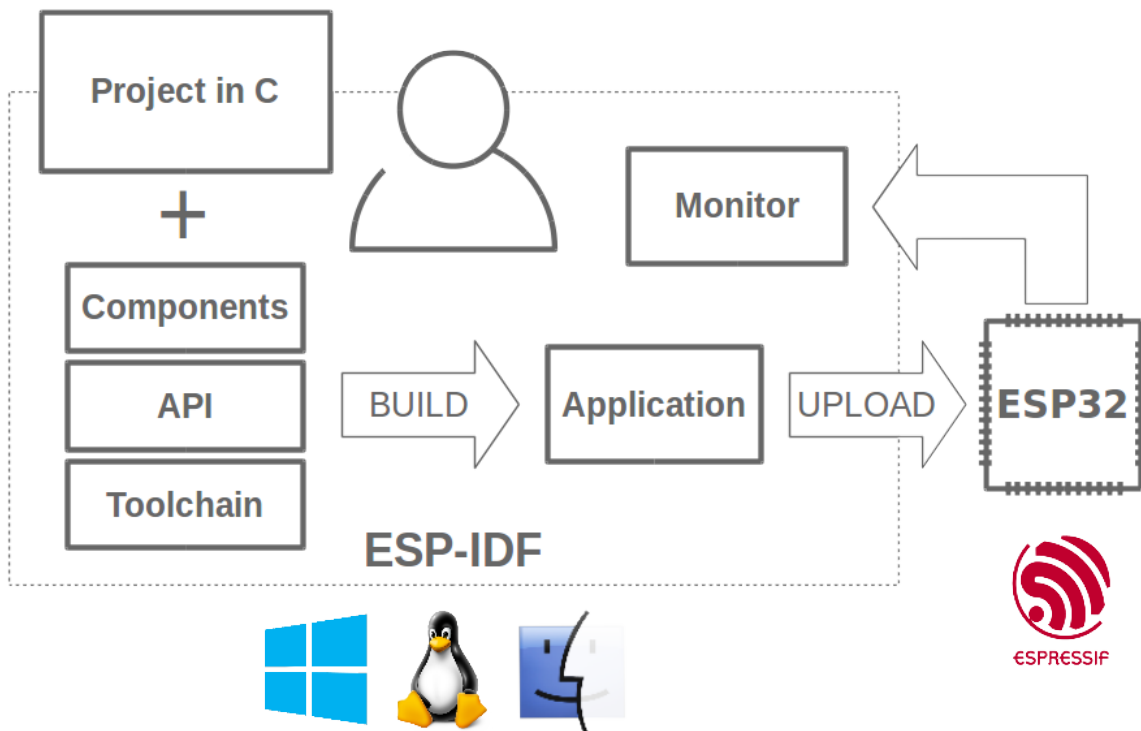 Project in C
+
Monitor
Components
API
Toolchain
BUILD
Application
UPLOAD
ESP32
ESP-IDF
ESPRESSIF